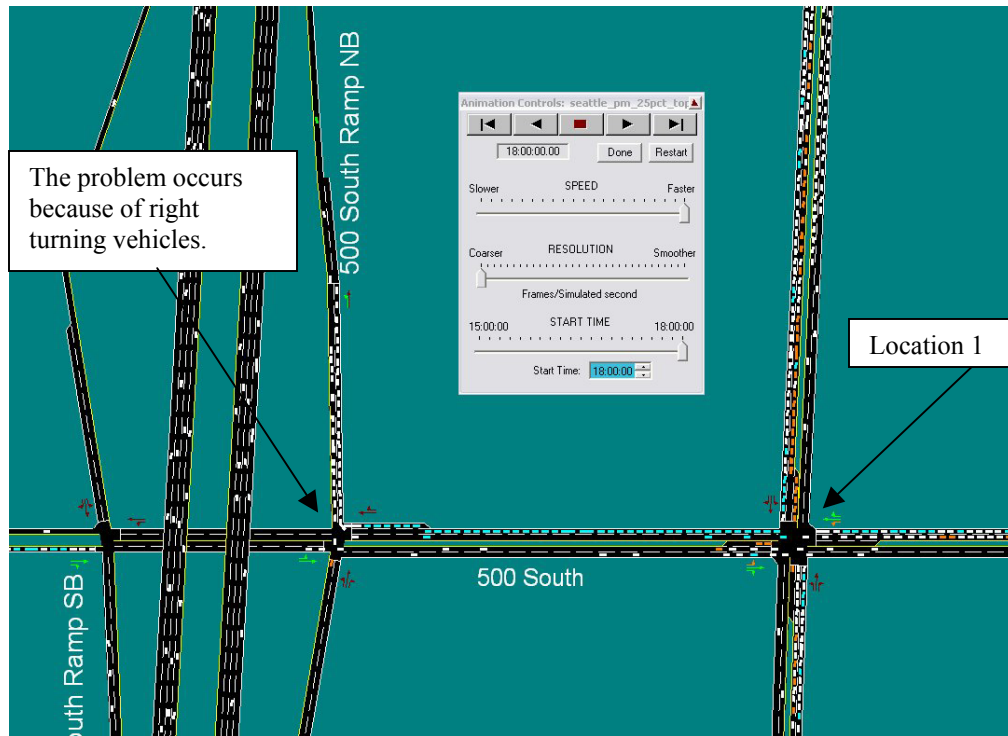 500 South Ramp NB
The problem occurs
because of right
turning vehicles.
Animation Controls: seattle_pm_25pct_top
18:00:00.00
Done
Restart
Slower
SPEED
Faster
Coarser
RESOLUTION
Smoother
Frames/Simulated second
15:00:00
START TIME
18:00:00
Start Time:
18:00:00
Location 1
500 South
outh Ramp SB